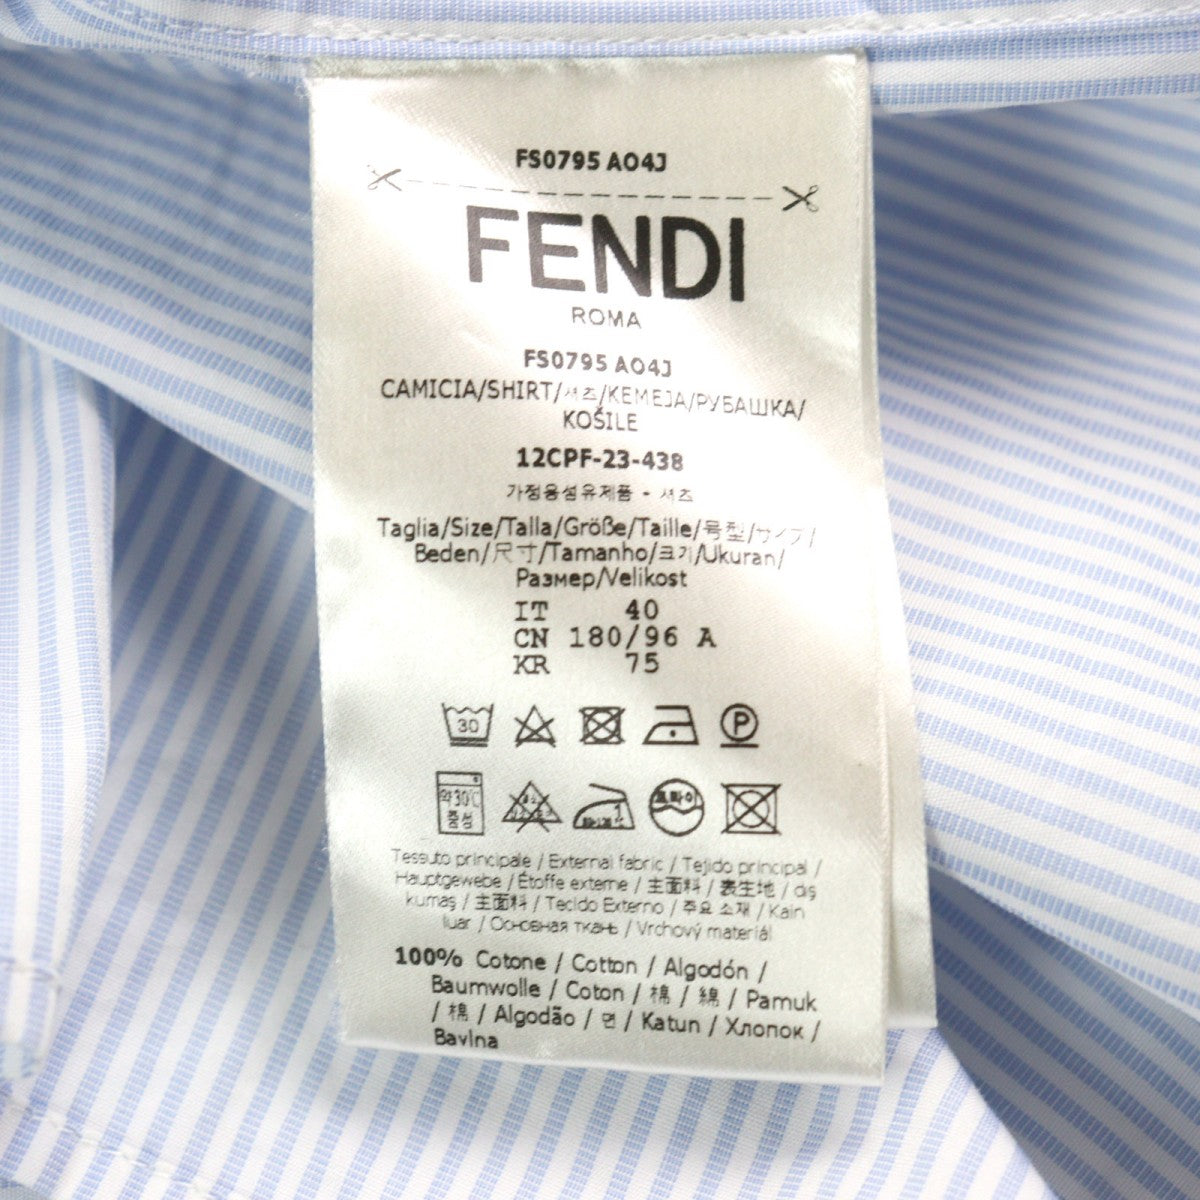 FS0795 A04J
FENDI
ROMA
FS0795 A04J
CAMICIA/SHIRT/셔츠/KEMEJA/РУБАШКА/
KOŠILE
12CPF-23-438
가정용섬유제품 - 셔츠
Taglia/Size/Talla/Größe/Taille/号型/サイズ/
Beden/尺寸/Tamanho/크기/Ukuran/
Размер/Velikost
IT 40
CN 180/96 A
KR 75
30
P
약30℃
중성
드라이
Tessuto principale / External fabric / Tejido principal /
Hauptgewebe / Étoffe externe / 主面料 / 表生地 / dış
kumaş / 主面料 / Tecido Externo / 주요 소재 / Kain
luar / Основная ткань / Vrchový materiál
100% Cotone / Cotton / Algodón /
Baumwolle / Coton / 棉 / 綿 / Pamuk
/ 棉 / Algodão / 면 / Katun / Хлопок /
Bavlna